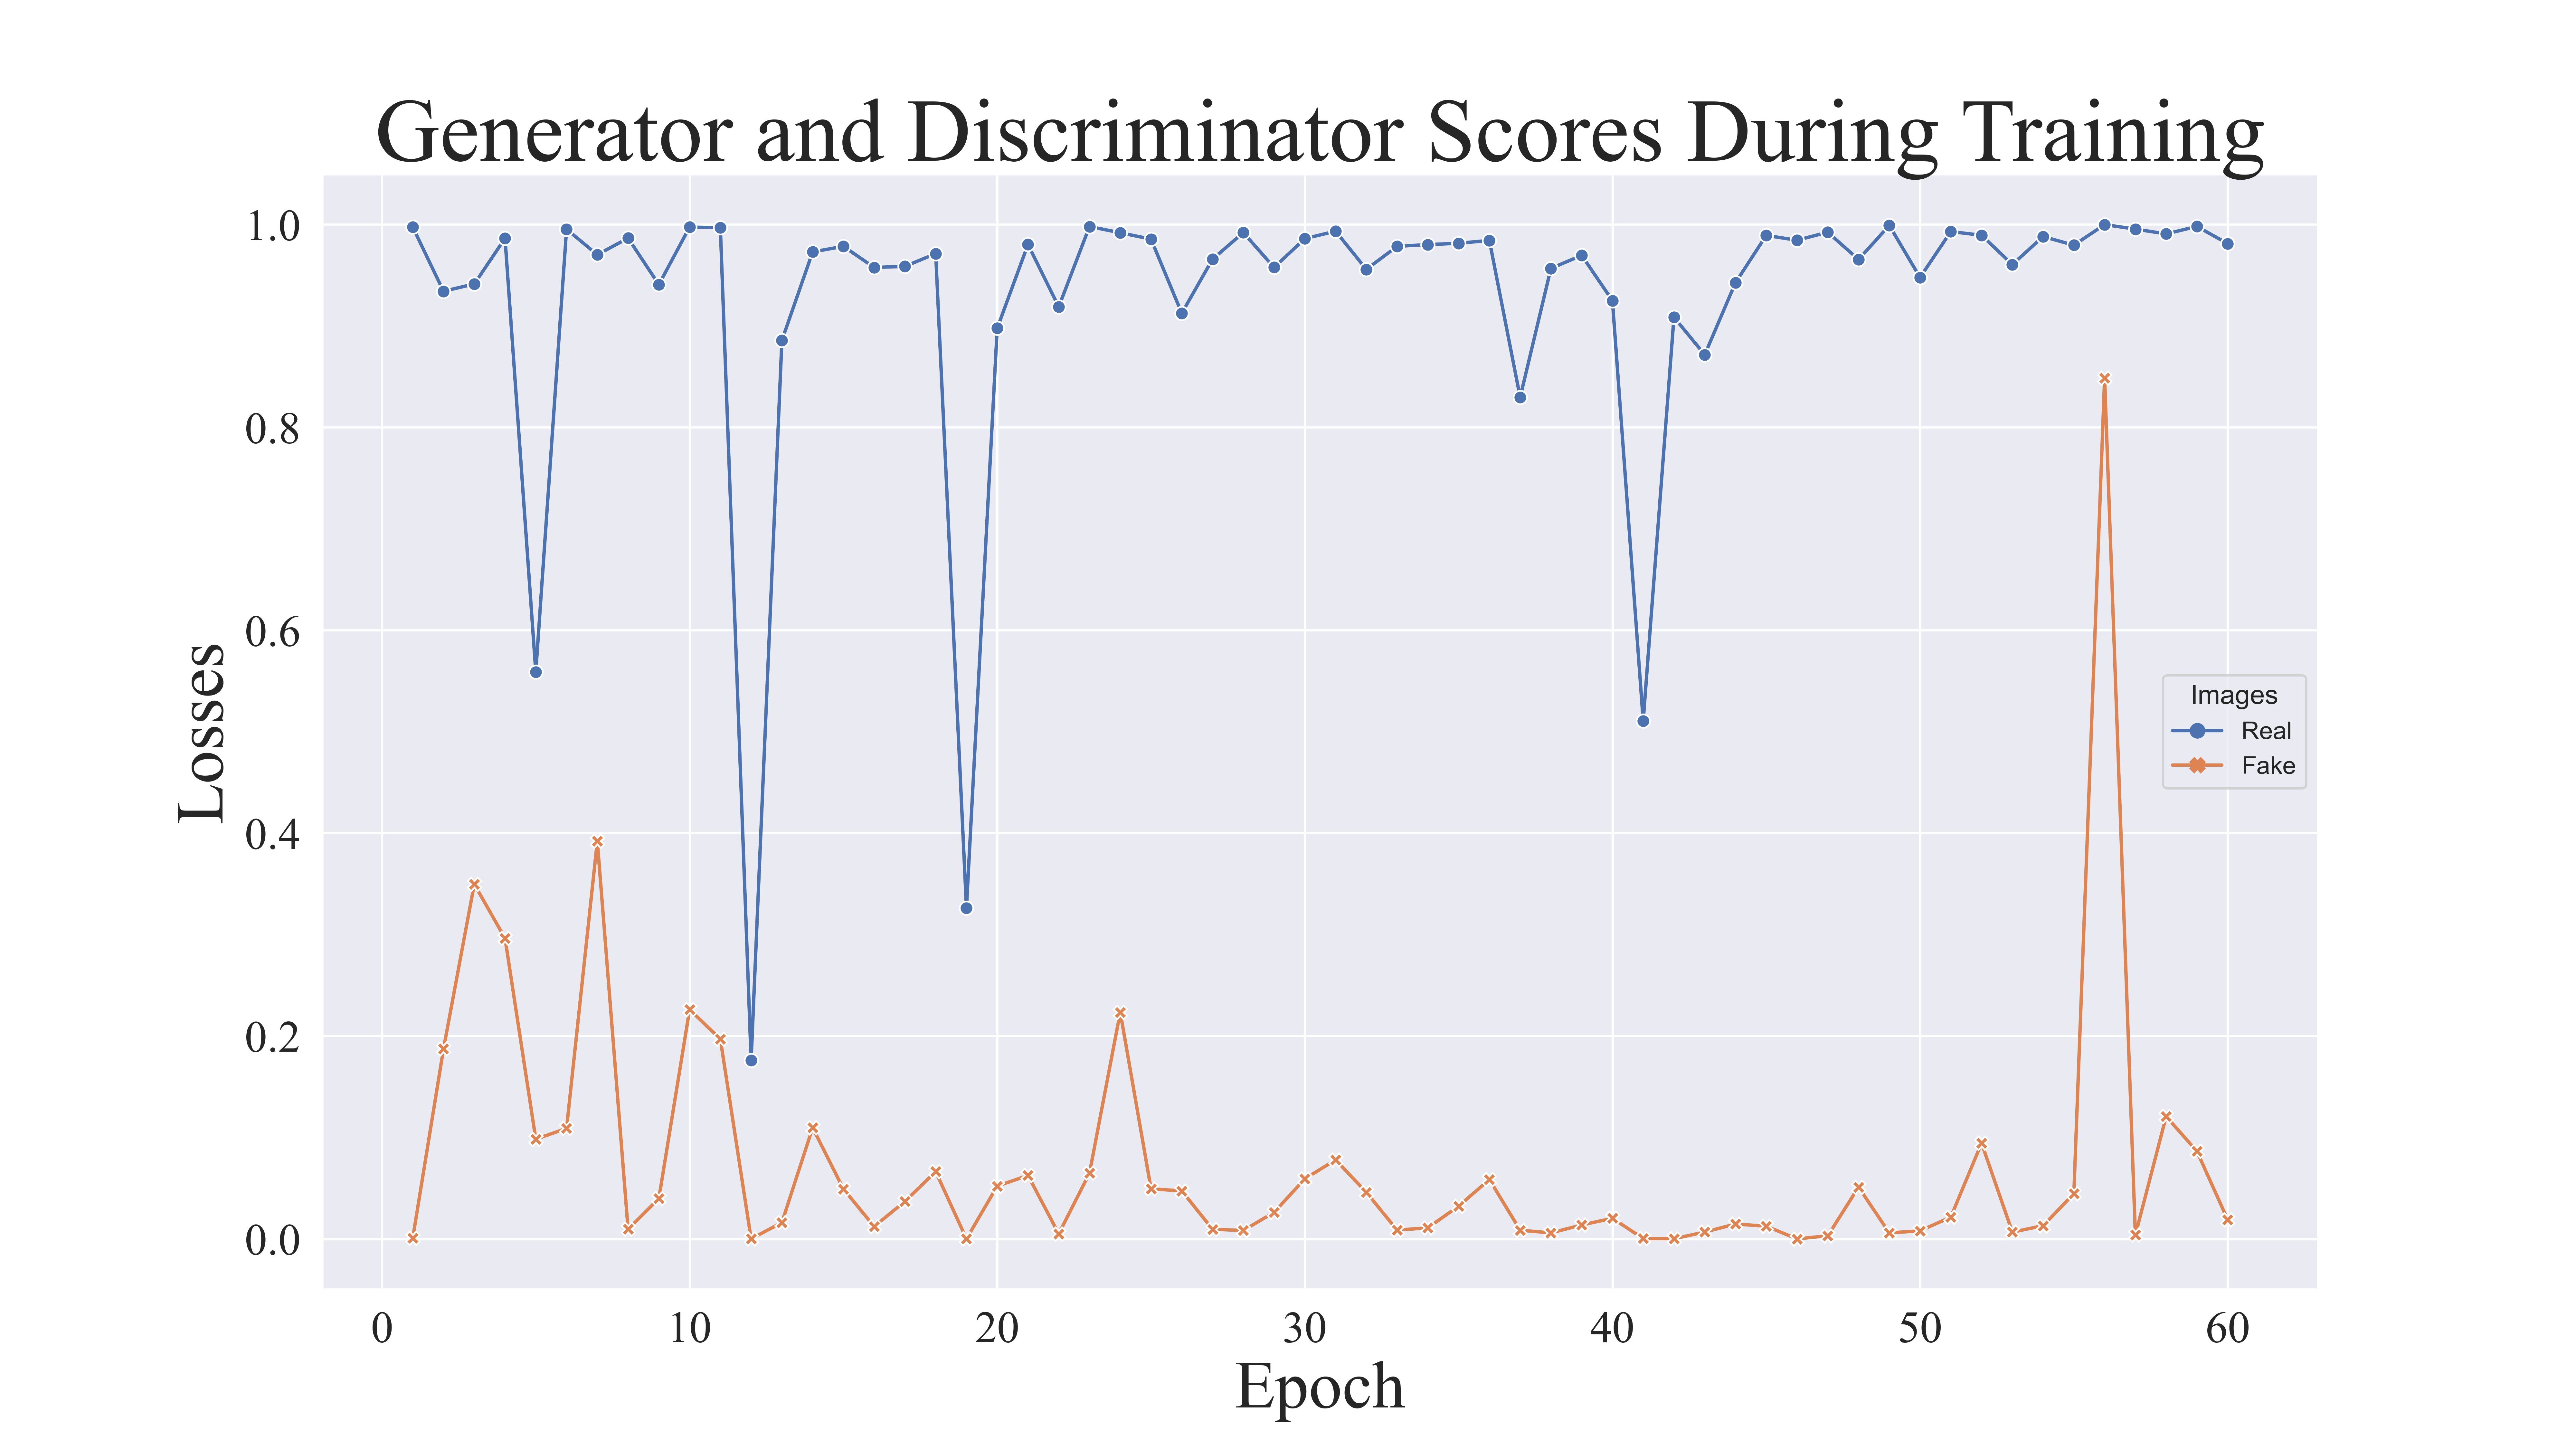 Generator and Discriminator Scores During Training
1.0
0.8
0.6
0.4
0.2
0.0
Losses
Images
Real
Fake
0 10 20 30 40 50 60
Epoch